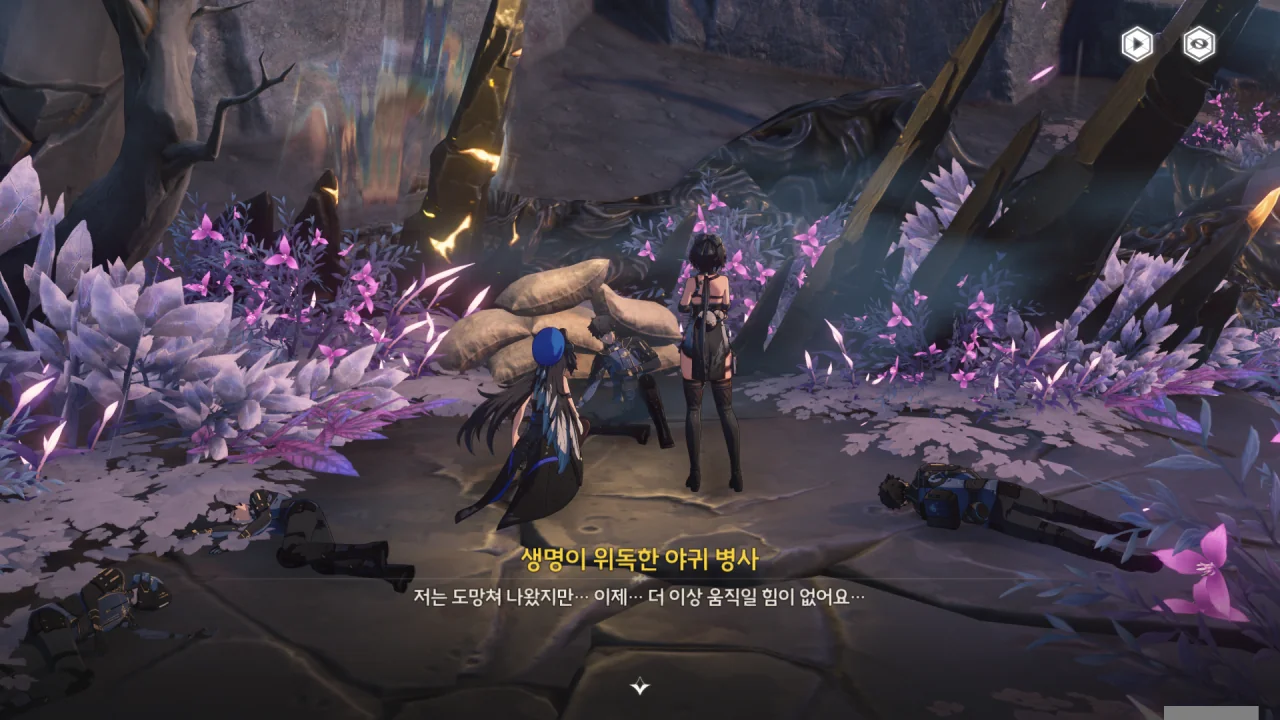 생명이 위독한 야귀 병사
저는 도망쳐 나왔지만… 이제… 더 이상 움직일 힘이 없어요…